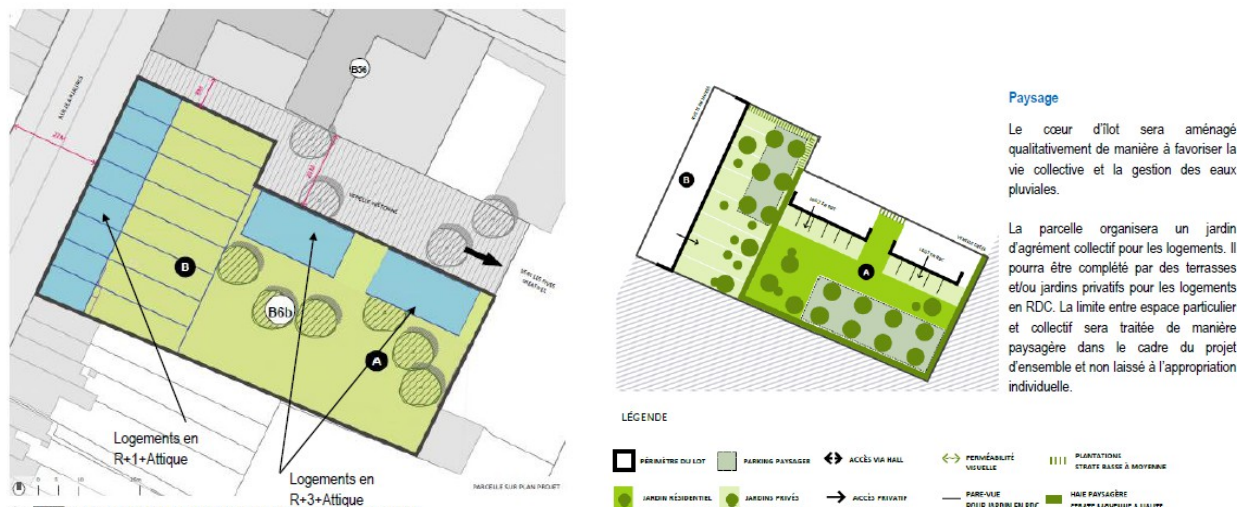 B56
22M
B
B6b
A
Logements en
R+1+Attique
Logements en
R+3+Attique
PARCELLE SUR PLAN PROJET
B
A
Paysage
Le cœur d'îlot sera aménagé
qualitativement de manière à favoriser la
vie collective et la gestion des eaux
pluviales.
La parcelle organisera un jardin
d'agrément collectif pour les logements. Il
pourra être complété par des terrasses
et/ou jardins privatifs pour les logements
en RDC. La limite entre espace particulier
et collectif sera traitée de manière
paysagère dans le cadre du projet
d'ensemble et non laissé à l'appropriation
individuelle.
LÉGENDE
PÉRIMÈTRE DU LOT
PARKING PAYSAGER
ACCÈS VIA HALL
PERMÉABILITÉ
VISUELLE
PLANTATIONS
STRATE BASSE À MOYENNE
JARDIN RÉSIDENTIEL
JARDINS PRIVÉS
ACCÈS PRIVATIF
PARE-VUE
POUR JARDIN EN RDC
HAIE PAYSAGÈRE